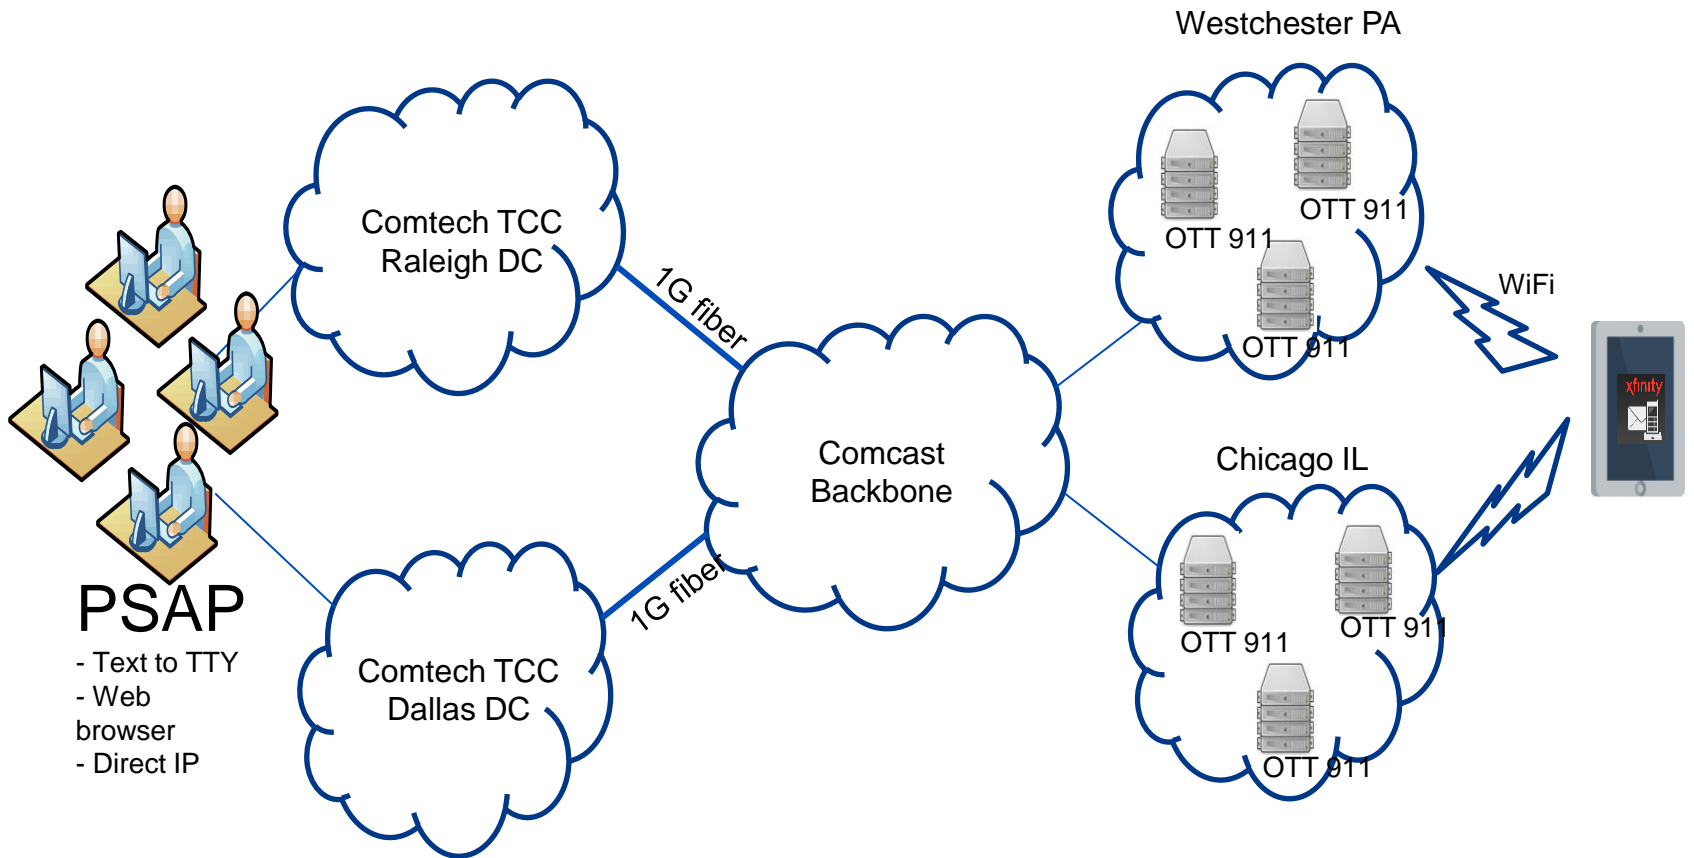 Westchester PA
OTT 911
OTT 911
OTT 911
WiFi
xfinity
Comtech TCC
Raleigh DC
1G fiber
Comcast
Backbone
1G fiber
Chicago IL
OTT 911
OTT 911
OTT 911
Comtech TCC
Dallas DC
PSAP
- Text to TTY
- Web
browser
- Direct IP